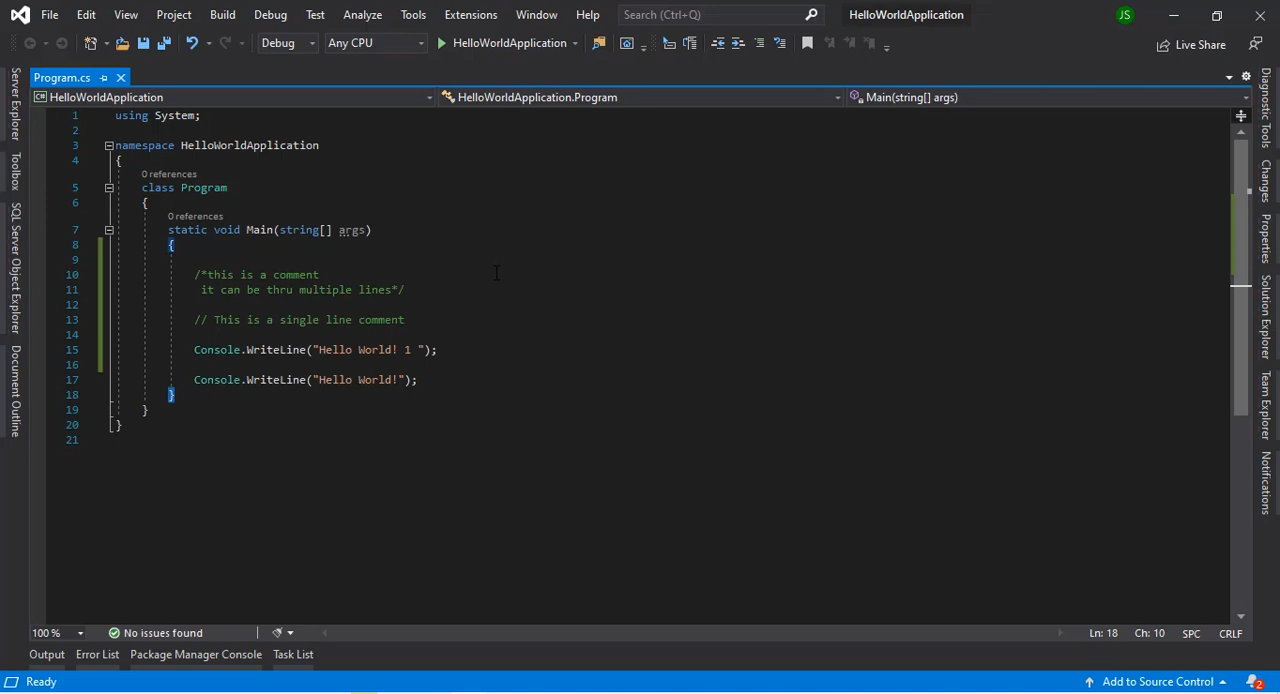 File Edit View Project Build Debug Test Analyze Tools Extensions Window Help Search (Ctrl+Q) HelloWorldApplication JS
Debug Any CPU HelloWorldApplication Live Share
Program.cs
HelloWorldApplication HelloWorldApplication.Program Main(string[] args)
Server Explorer
Toolbox
SQL Server Object Explorer
Document Outline
1 using System;
2
3 namespace HelloWorldApplication
4 {
0 references
5 class Program
6 {
0 references
7 static void Main(string[] args)
8 {
9
10 /*this is a comment
11 it can be thru multiple lines*/
12
13 // This is a single line comment
14
15 Console.WriteLine("Hello World! 1 ");
16
17 Console.WriteLine("Hello World!");
18 }
19 }
20 }
21
Diagnostic Tools
Changes
Properties
Solution Explorer
Team Explorer
Notifications
100 % No issues found Ln: 18 Ch: 10 SPC CRLF
Output Error List Package Manager Console Task List
Ready Add to Source Control 2